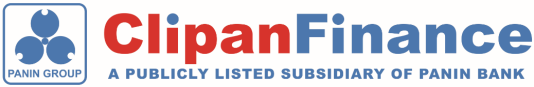 PANIN GROUP
ClipanFinance
A PUBLICLY LISTED SUBSIDIARY OF PANIN BANK